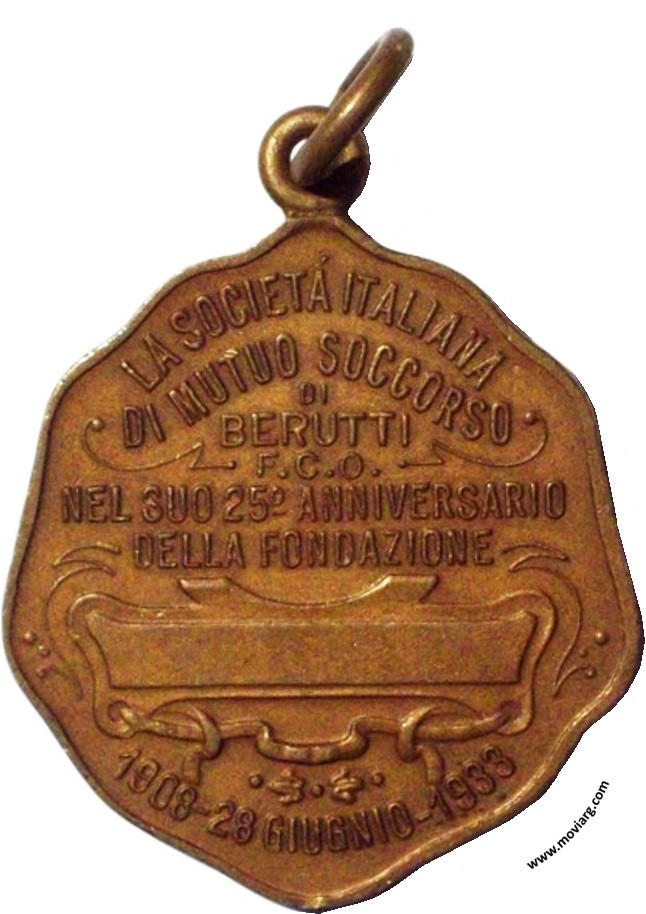 LA SOCIETÁ ITALIANA
DI MUTUO SOCCORSO
DI
BERUTTI
F.C.O.
NEL SUO 25º ANNIVERSARIO
DELLA FONDAZIONE
1908-28 GIUGNIO-1933
www.moviarg.com